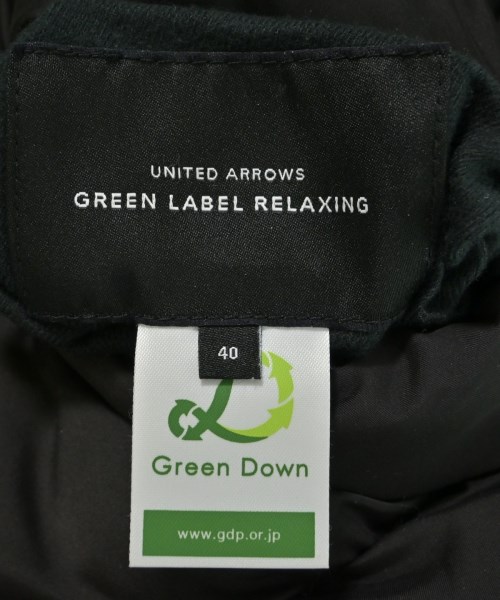 UNITED ARROWS
GREEN LABEL RELAXING
40
Green Down
www.gdp.or.jp